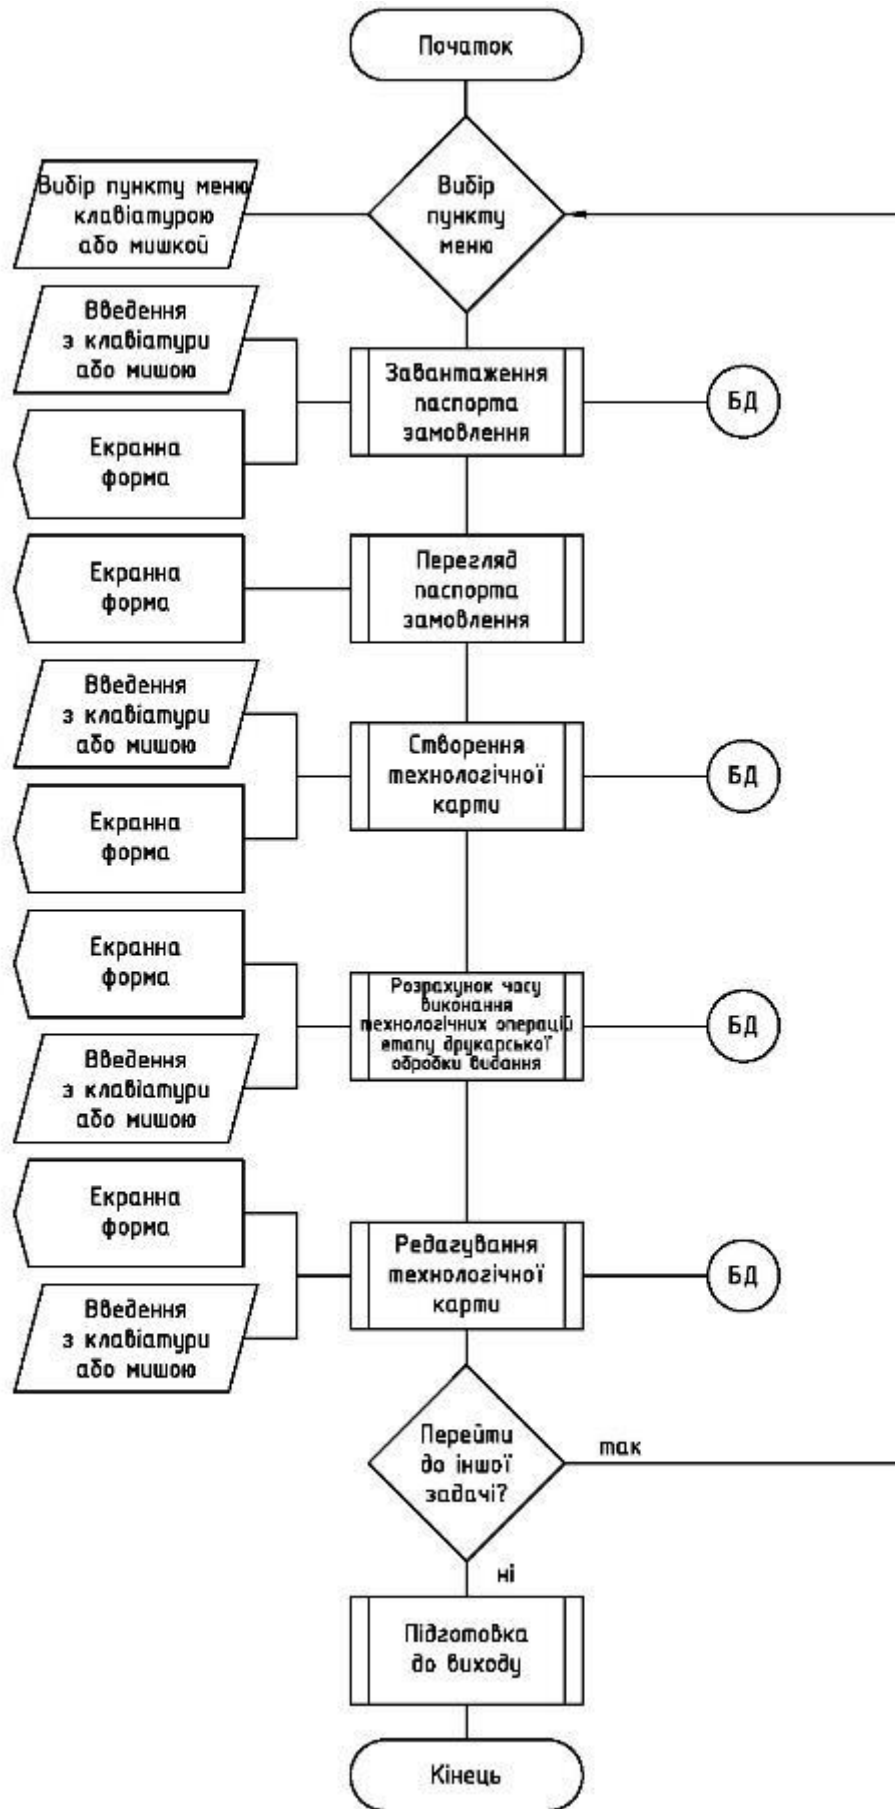 Початок
Вибір
пункту
меню
Вибір пункту меню
клавіатурою
або мишкой
Введення
з клавіатури
або мишою
Екранна
форма
Завантаження
паспорта
замовлення
БД
Екранна
форма
Перегляд
паспорта
замовлення
Введення
з клавіатури
або мишою
Екранна
форма
Створення
технологічної
карти
БД
Екранна
форма
Введення
з клавіатури
або мишою
Розрахунок часу
виконання
технологічних операцій
етапу друкарської
обробки видання
БД
Екранна
форма
Введення
з клавіатури
або мишою
Редагування
технологічної
карти
БД
Перейти
до іншої
задачі?
так
ні
Підготовка
до виходу
Кінець